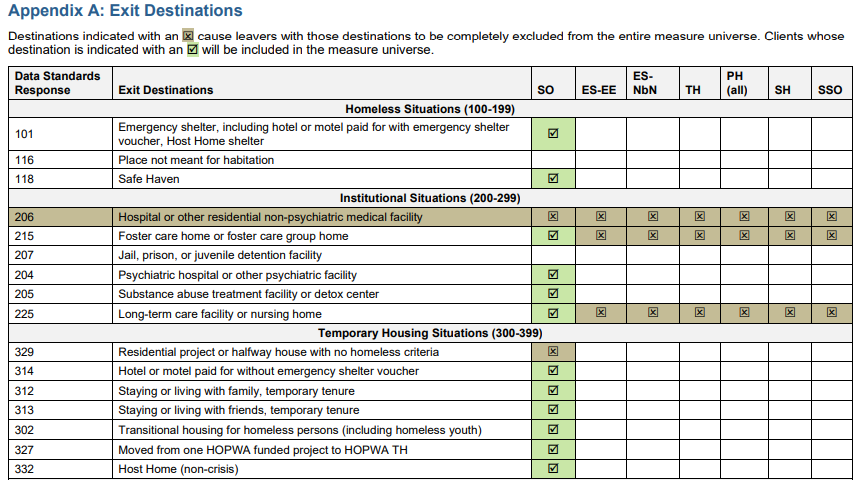 Appendix A: Exit Destinations
Destinations indicated with an ☒ cause leavers with those destinations to be completely excluded from the entire measure universe. Clients whose
destination is indicated with an ☑ will be included in the measure universe.
Data Standards Response Exit Destinations SO ES-EE ES-NbN TH PH (all) SH SSO
Homeless Situations (100-199)
101 Emergency shelter, including hotel or motel paid for with emergency shelter
voucher, Host Home shelter ☑
116 Place not meant for habitation
118 Safe Haven ☑
Institutional Situations (200-299)
206 Hospital or other residential non-psychiatric medical facility ☒ ☒ ☒ ☒ ☒ ☒ ☒
215 Foster care home or foster care group home ☑ ☒ ☒ ☒ ☒ ☒ ☒
207 Jail, prison, or juvenile detention facility
204 Psychiatric hospital or other psychiatric facility ☑
205 Substance abuse treatment facility or detox center ☑
225 Long-term care facility or nursing home ☑ ☒ ☒ ☒ ☒ ☒ ☒
Temporary Housing Situations (300-399)
329 Residential project or halfway house with no homeless criteria ☒
314 Hotel or motel paid for without emergency shelter voucher ☑
312 Staying or living with family, temporary tenure ☑
313 Staying or living with friends, temporary tenure ☑
302 Transitional housing for homeless persons (including homeless youth) ☑
327 Moved from one HOPWA funded project to HOPWA TH ☑
332 Host Home (non-crisis) ☑